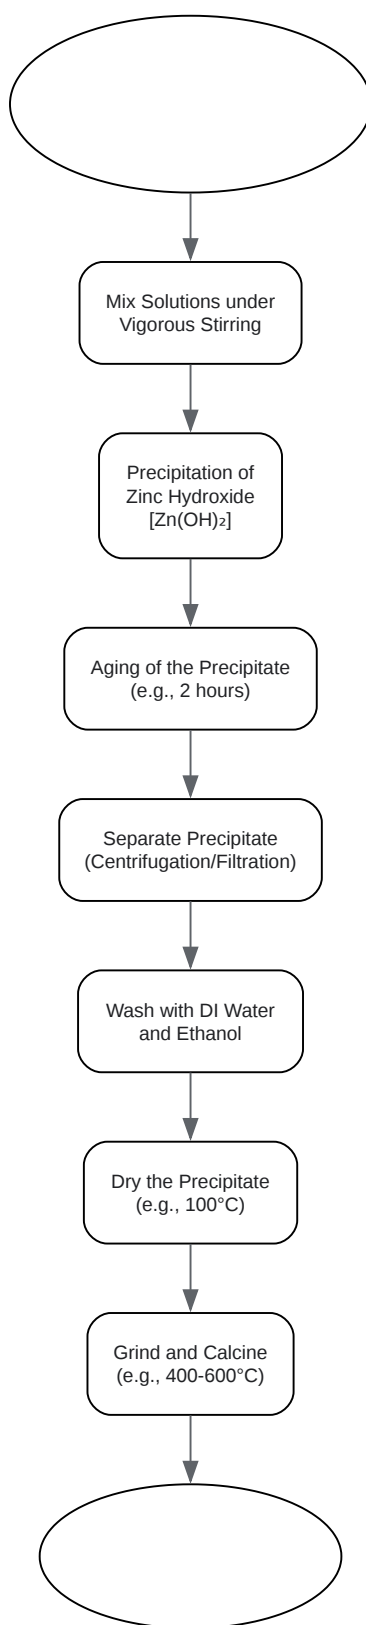 Mix Solutions under
Vigorous Stirring
Precipitation of
Zinc Hydroxide
[Zn(OH)₂]
Aging of the Precipitate
(e.g., 2 hours)
Separate Precipitate
(Centrifugation/Filtration)
Wash with DI Water
and Ethanol
Dry the Precipitate
(e.g., 100°C)
Grind and Calcine
(e.g., 400-600°C)